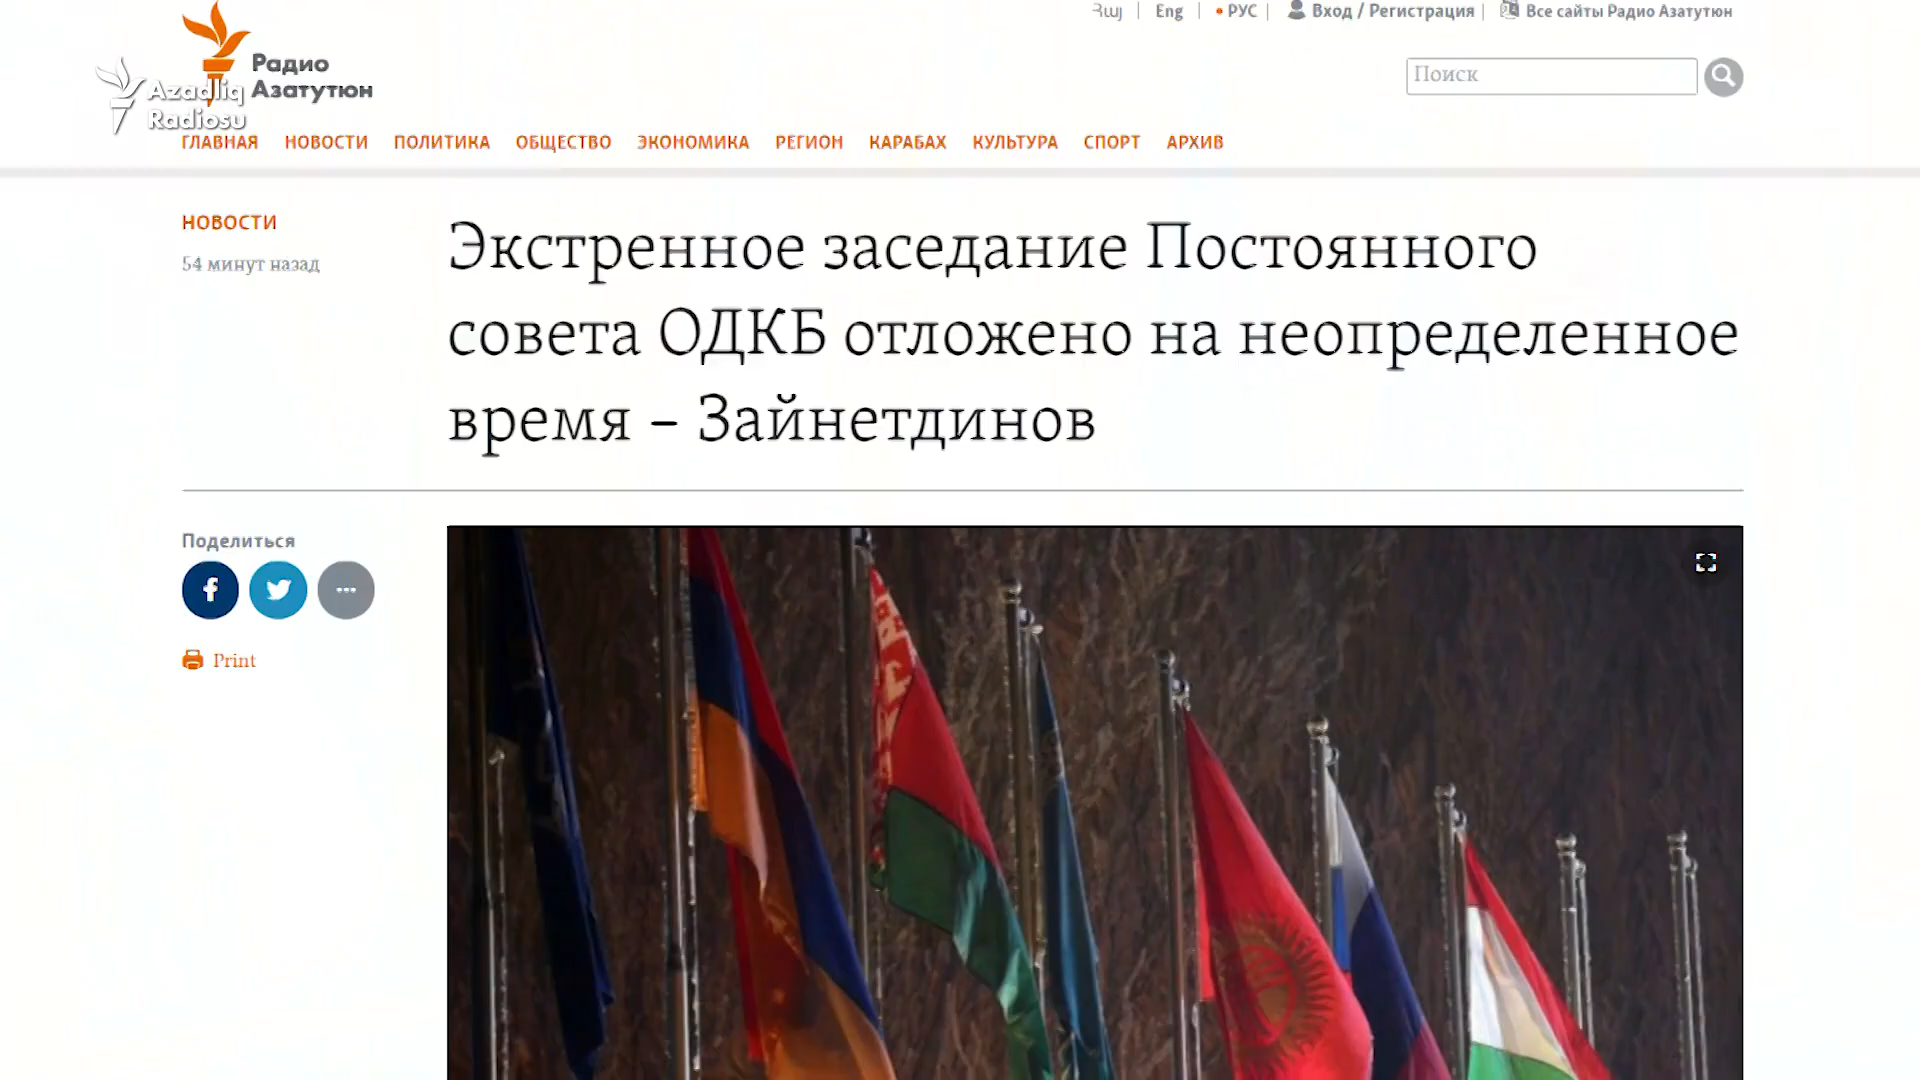 Հայ
Eng
РУС
Вход / Регистрация
Все сайты Радио Азатутюн
Радио
Азатутюн
Azadlıq
Radiosu
Поиск
ГЛАВНАЯ НОВОСТИ ПОЛИТИКА ОБЩЕСТВО ЭКОНОМИКА РЕГИОН КАРАБАХ КУЛЬТУРА СПОРТ АРХИВ
НОВОСТИ
54 минут назад
Экстренное заседание Постоянного
совета ОДКБ отложено на неопределенное
время – Зайнетдинов
Поделиться
Print